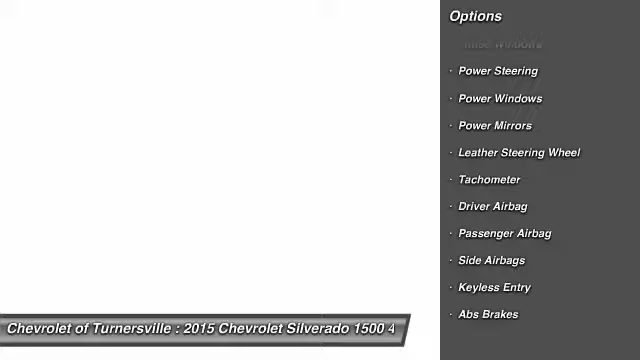 Options
· Power Steering
· Power Windows
· Power Mirrors
· Leather Steering Wheel
· Tachometer
· Driver Airbag
· Passenger Airbag
· Side Airbags
· Keyless Entry
· Abs Brakes
Chevrolet of Turnersville : 2015 Chevrolet Silverado 1500 4